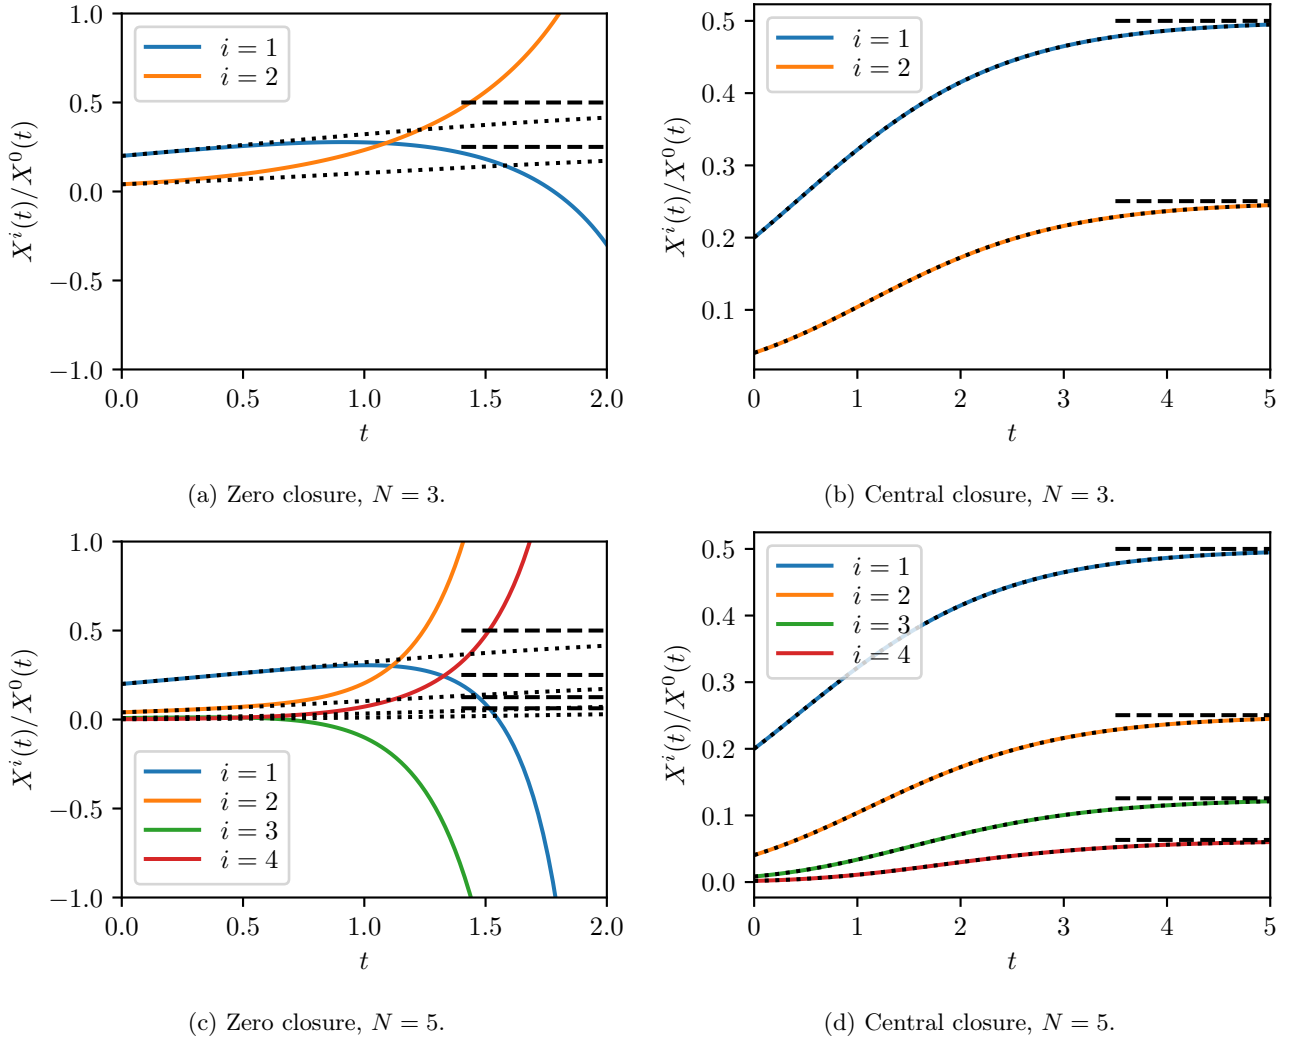 1.0
0.5
0.0
−0.5
−1.0
X^i(t)/X^0(t)
i = 1
i = 2
0.0 0.5 1.0 1.5 2.0
t
(a) Zero closure, N = 3.
0.5
0.4
0.3
0.2
0.1
X^i(t)/X^0(t)
i = 1
i = 2
0 1 2 3 4 5
t
(b) Central closure, N = 3.
1.0
0.5
0.0
−0.5
−1.0
X^i(t)/X^0(t)
i = 1
i = 2
i = 3
i = 4
0.0 0.5 1.0 1.5 2.0
t
(c) Zero closure, N = 5.
0.5
0.4
0.3
0.2
0.1
0.0
X^i(t)/X^0(t)
i = 1
i = 2
i = 3
i = 4
0 1 2 3 4 5
t
(d) Central closure, N = 5.